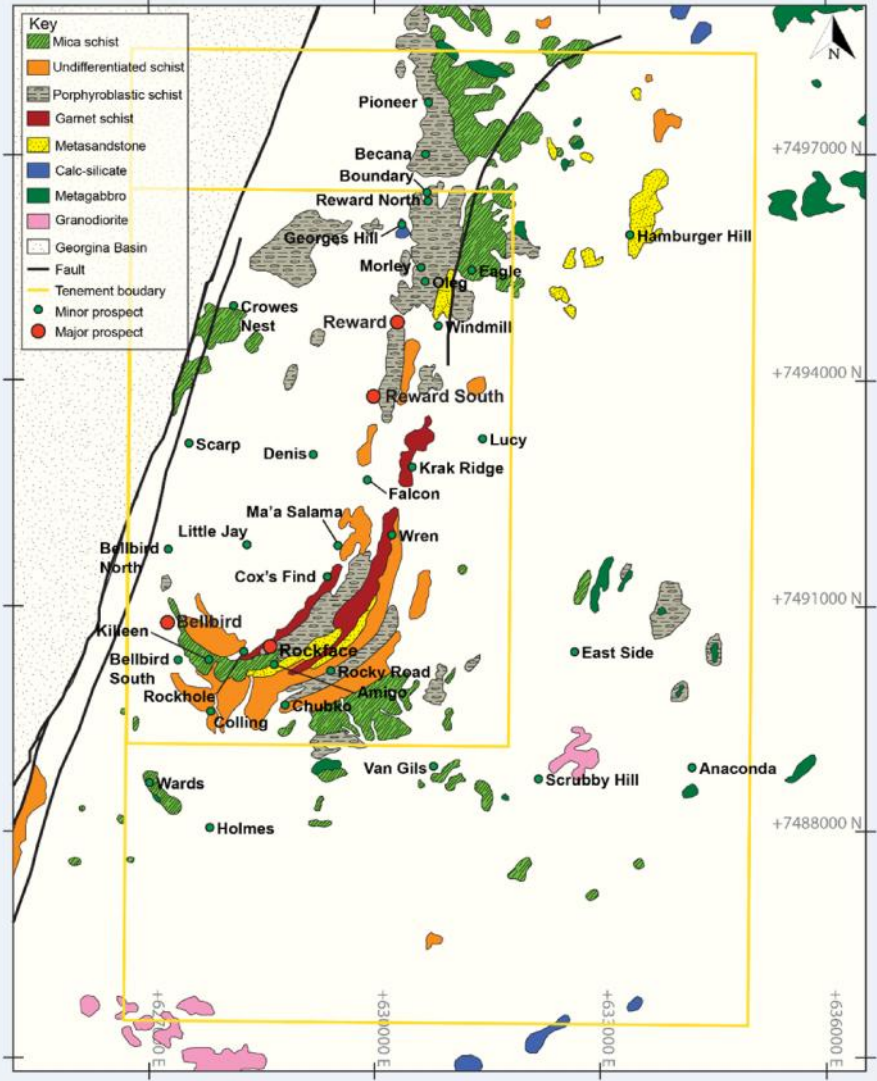 Key
Mica schist
Undifferentiated schist
Porphyroblastic schist
Garnet schist
Metasandstone
Calc-silicate
Metagabbro
Granodiorite
Georgina Basin
Fault
Tenement boudary
Minor prospect
Major prospect
N
Pioneer
+7497000 N
Becana
Boundary
Reward North
Georges Hill
Hamburger Hill
Morley
Eagle
Oleg
Crowes
Nest
Reward
Windmill
+7494000 N
Reward South
Scarp
Denis
Lucy
Krak Ridge
Falcon
Ma'a Salama
Little Jay
Wren
Bellbird
North
Cox's Find
+7491000 N
Bellbird
Killeen
Rockface
East Side
Bellbird
South
Rocky Road
Rockhole
Amigo
Chubko
Colling
Van Gils
Scrubby Hill
Anaconda
Wards
+7488000 N
Holmes
+627000 E
+630000 E
+633000 E
+636000 E